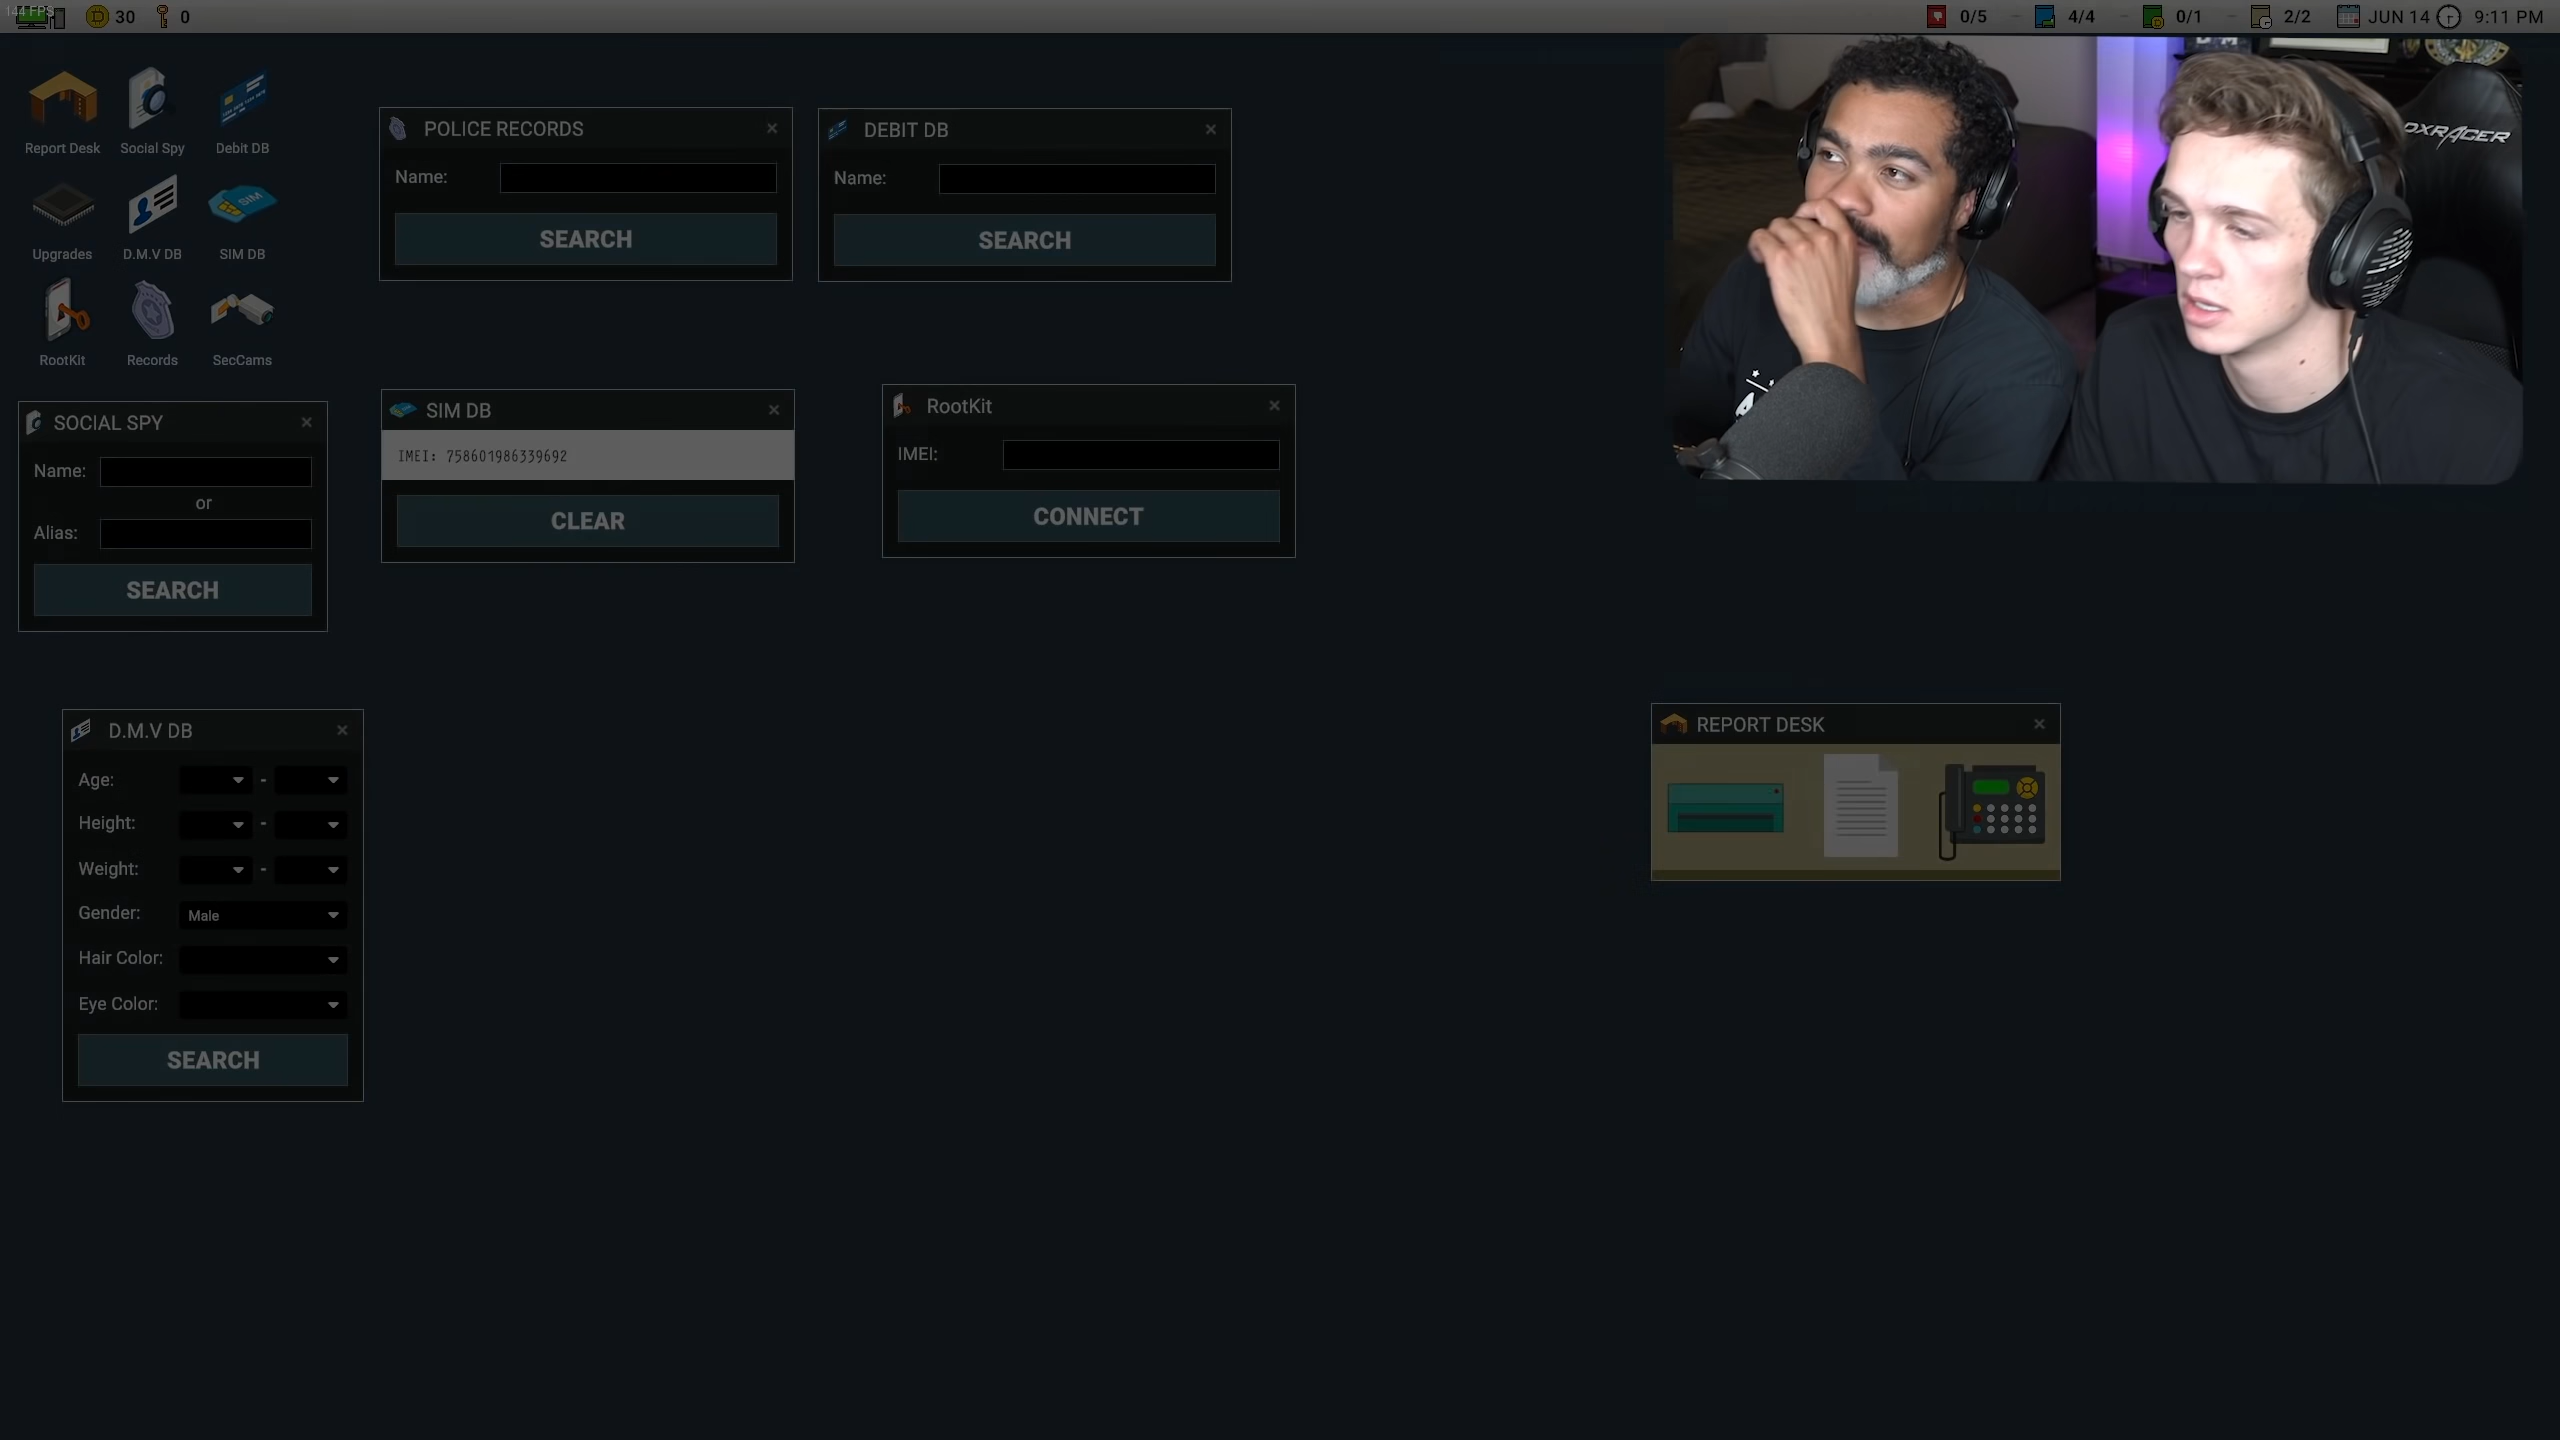 144 FPS
30
0
0/5
4/4
0/1
2/2
JUN 14
9:11 PM
Report Desk
Social Spy
Debit DB
Upgrades
D.M.V DB
SIM DB
RootKit
Records
SecCams
POLICE RECORDS
Name:
SEARCH
DEBIT DB
Name:
SEARCH
DXRACER
SOCIAL SPY
Name:
or
Alias:
SEARCH
SIM DB
IMEI: 758601986339692
CLEAR
RootKit
IMEI:
CONNECT
D.M.V DB
Age:
-
Height:
-
Weight:
-
Gender:
Male
Hair Color:
Eye Color:
SEARCH
REPORT DESK